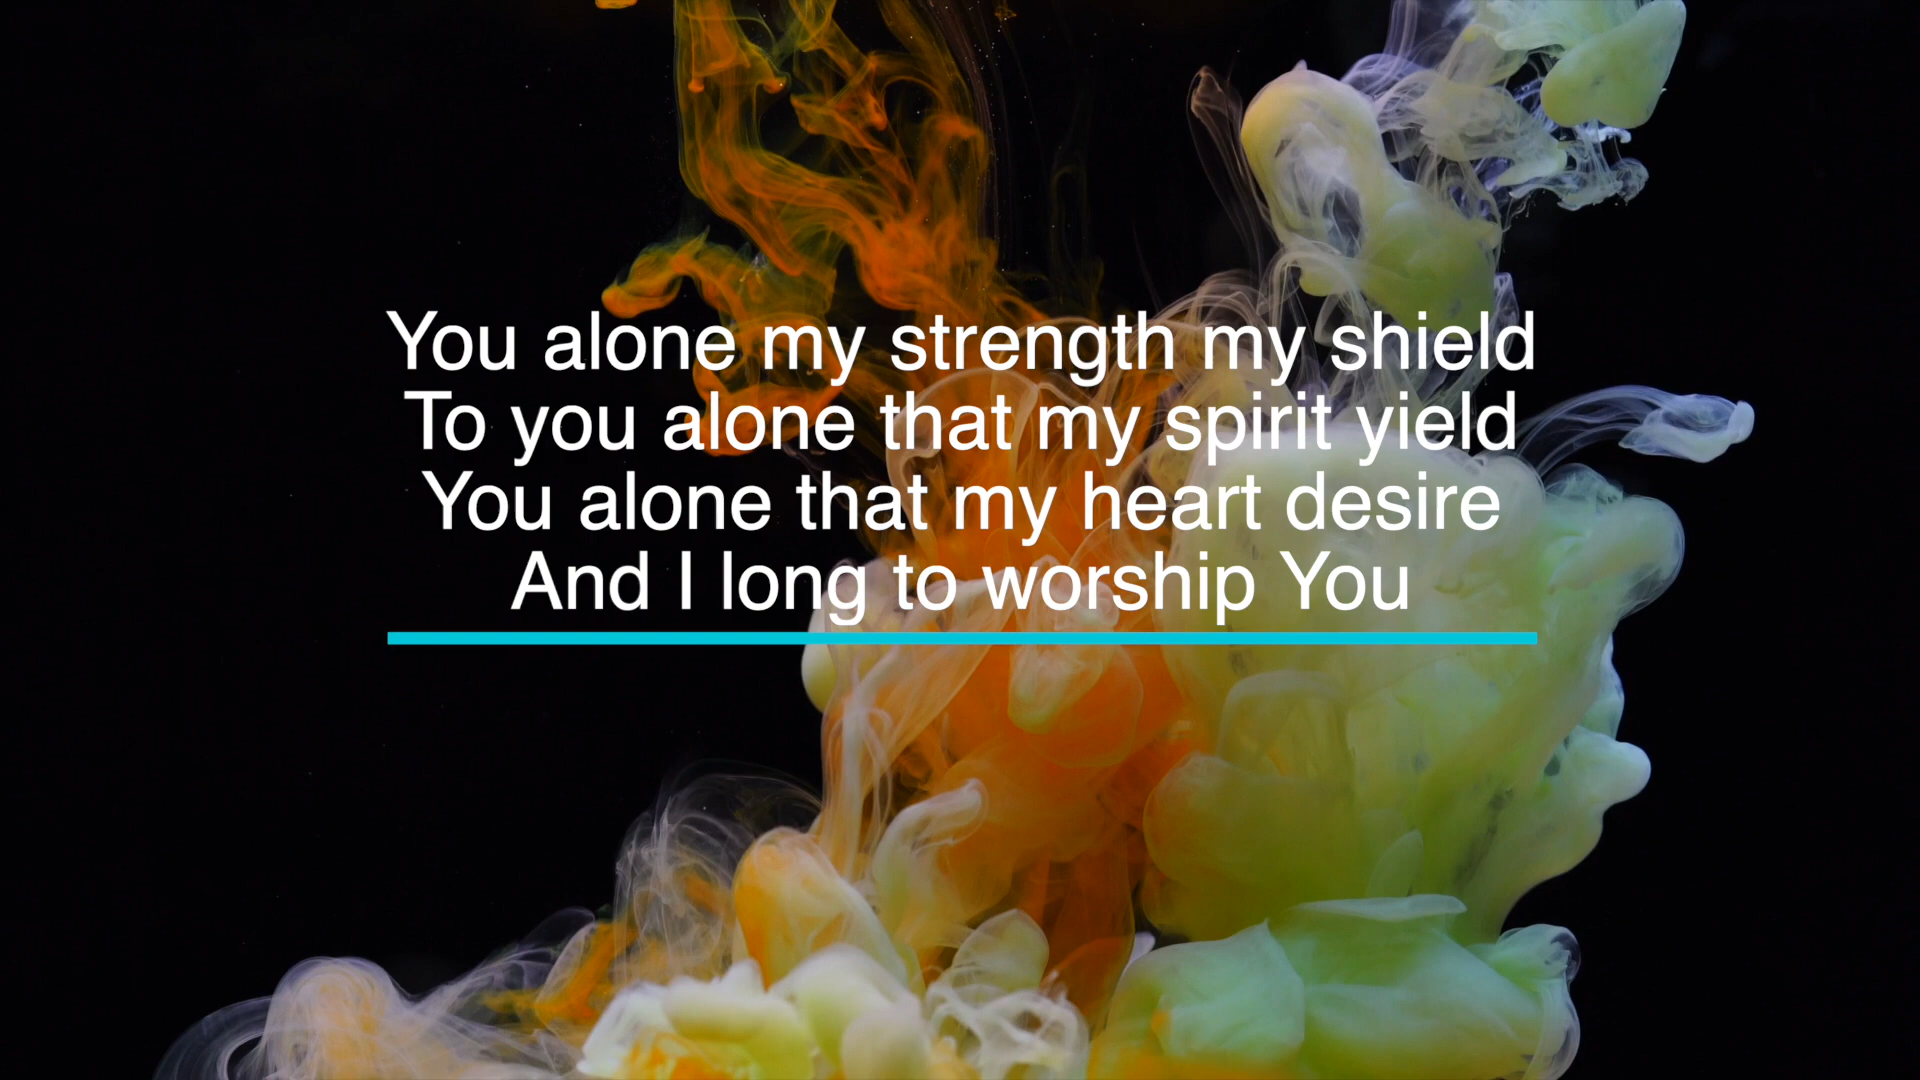 You alone my strength my shield
To you alone that my spirit yield
You alone that my heart desire
And I long to worship You